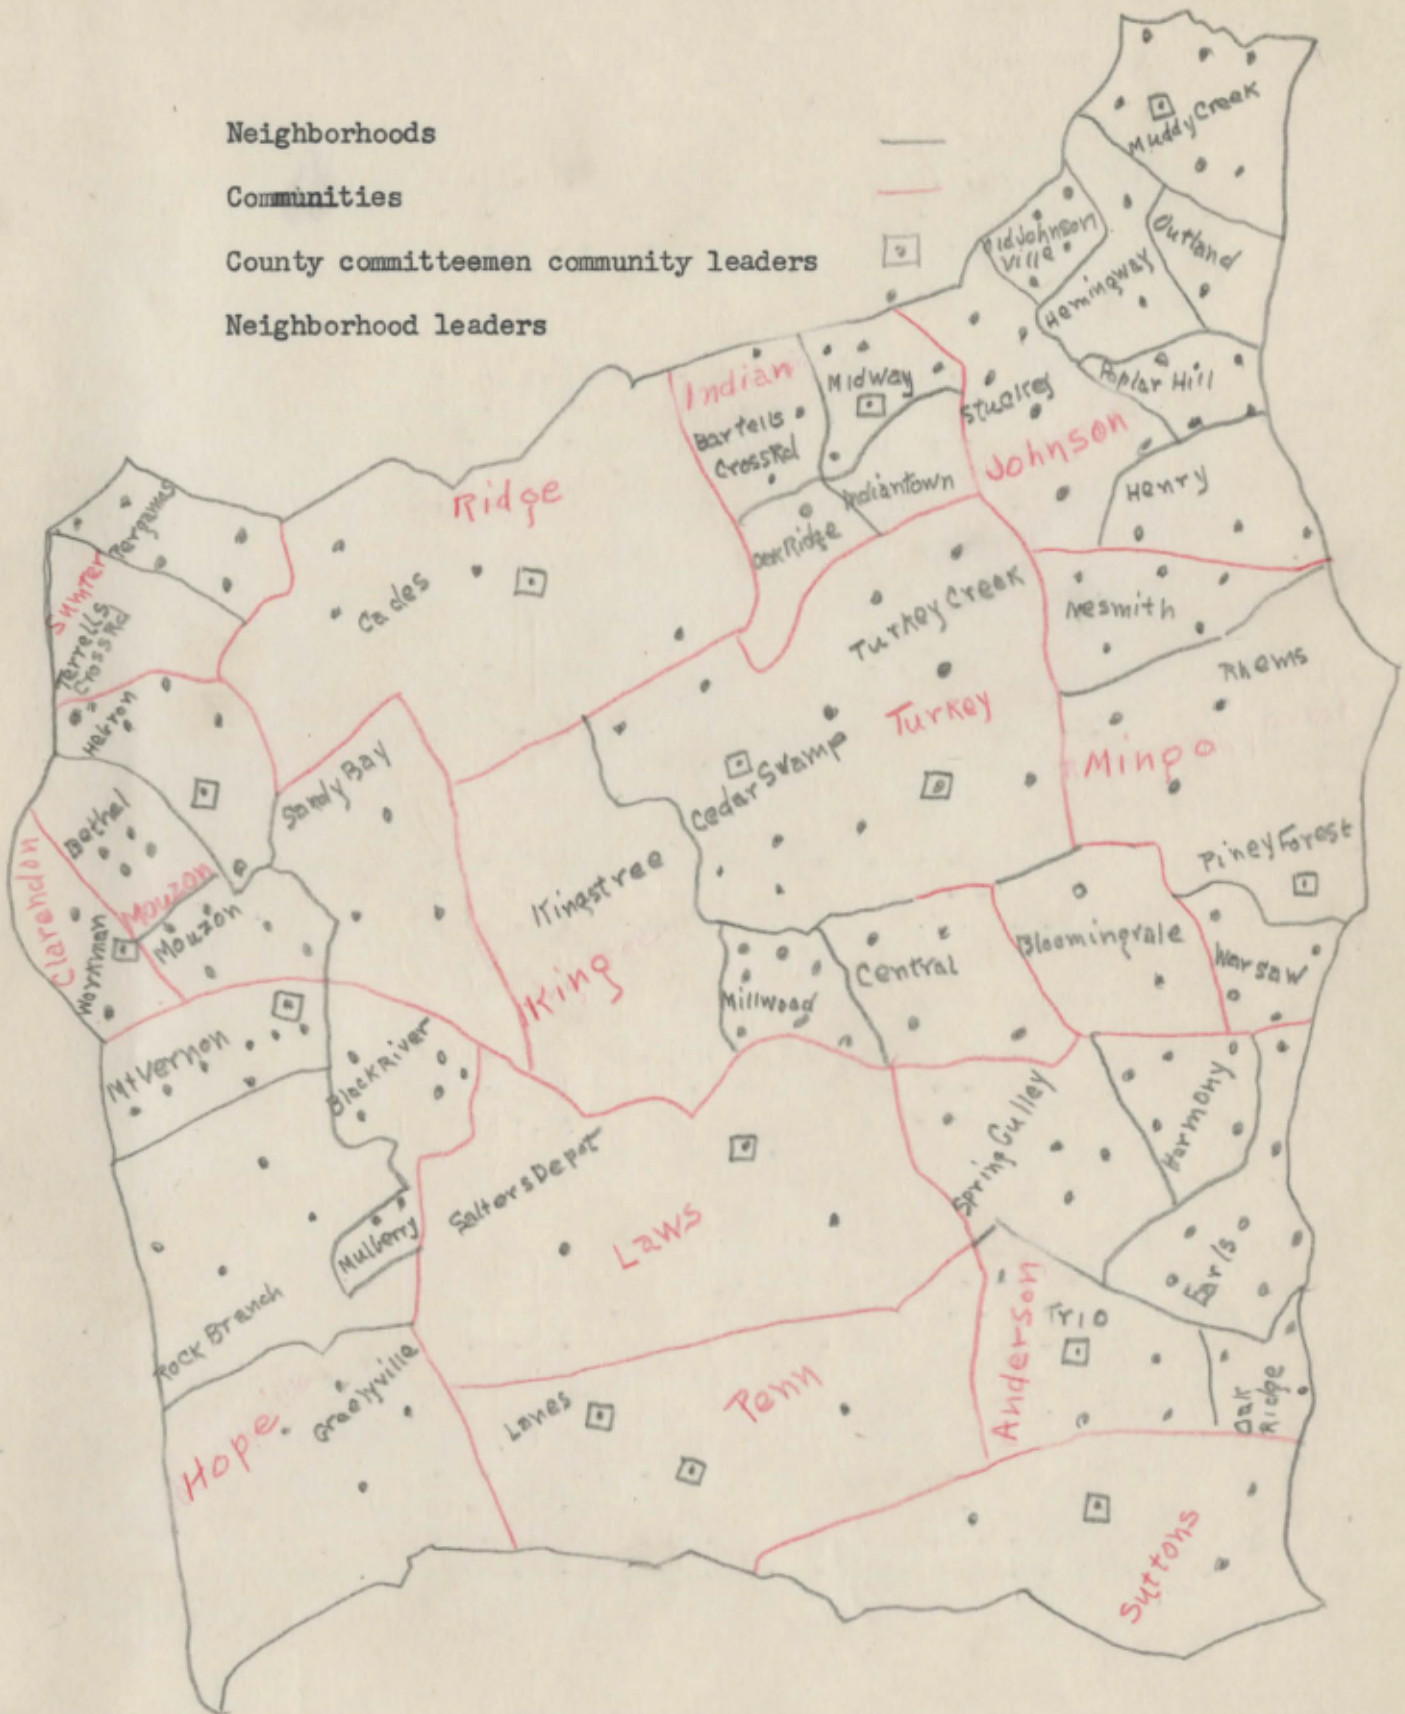 Neighborhoods
Communities
County committeemen community leaders
Neighborhood leaders
Muddy Creek
Old Johnson
Ville
Outland
Hemingway
Indian
Midway
Bartells
Cross Rd
Stuckey
Poplar Hill
Johnson
Ridge
Indiantown
Henry
Pergamas
Oak Ridge
Sumter
Terrells
Cross Rd
Cades
Turkey Creek
Nesmith
Rhems
Hebron
Turkey
Mingo
Sandy Bay
Cedar Swamp
Bethel
Piney Forest
Clarendon
Mouzon
Kingstree
Workman
Mouzon
Bloomingvale
Central
Warsaw
King
Millwood
Mt Vernon
Black River
Spring Gulley
Harmony
Salters Depot
Mulberry
Laws
Earls
Anderson
Trio
Rock Branch
Greelyville
Penn
Lanes
Oak
Ridge
Hope
Suttons